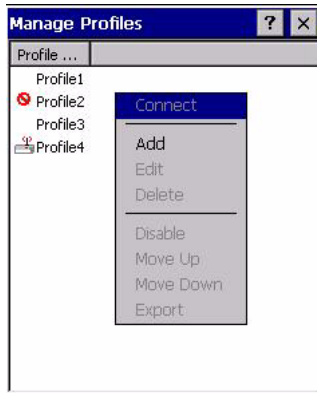 Manage Profiles ? ×
Profile ...
Profile1
Profile2
Profile3
Profile4
Connect
Add
Edit
Delete
Disable
Move Up
Move Down
Export